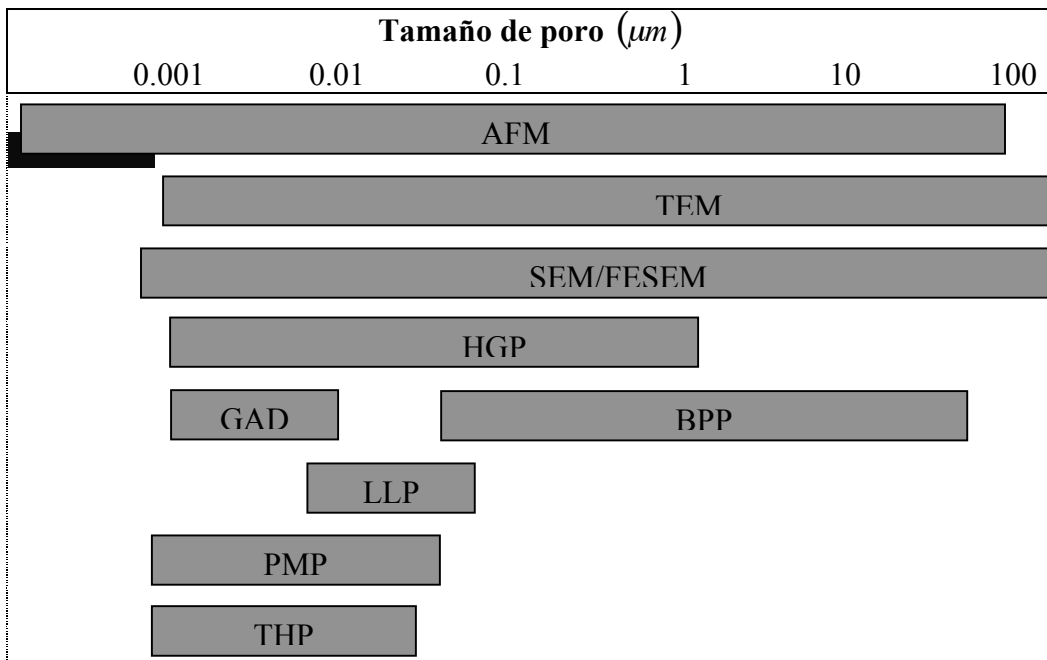 Tamaño de poro (μm)
0.001 0.01 0.1 1 10 100
AFM
TEM
SEM/FESEM
HGP
GAD BPP
LLP
PMP
THP